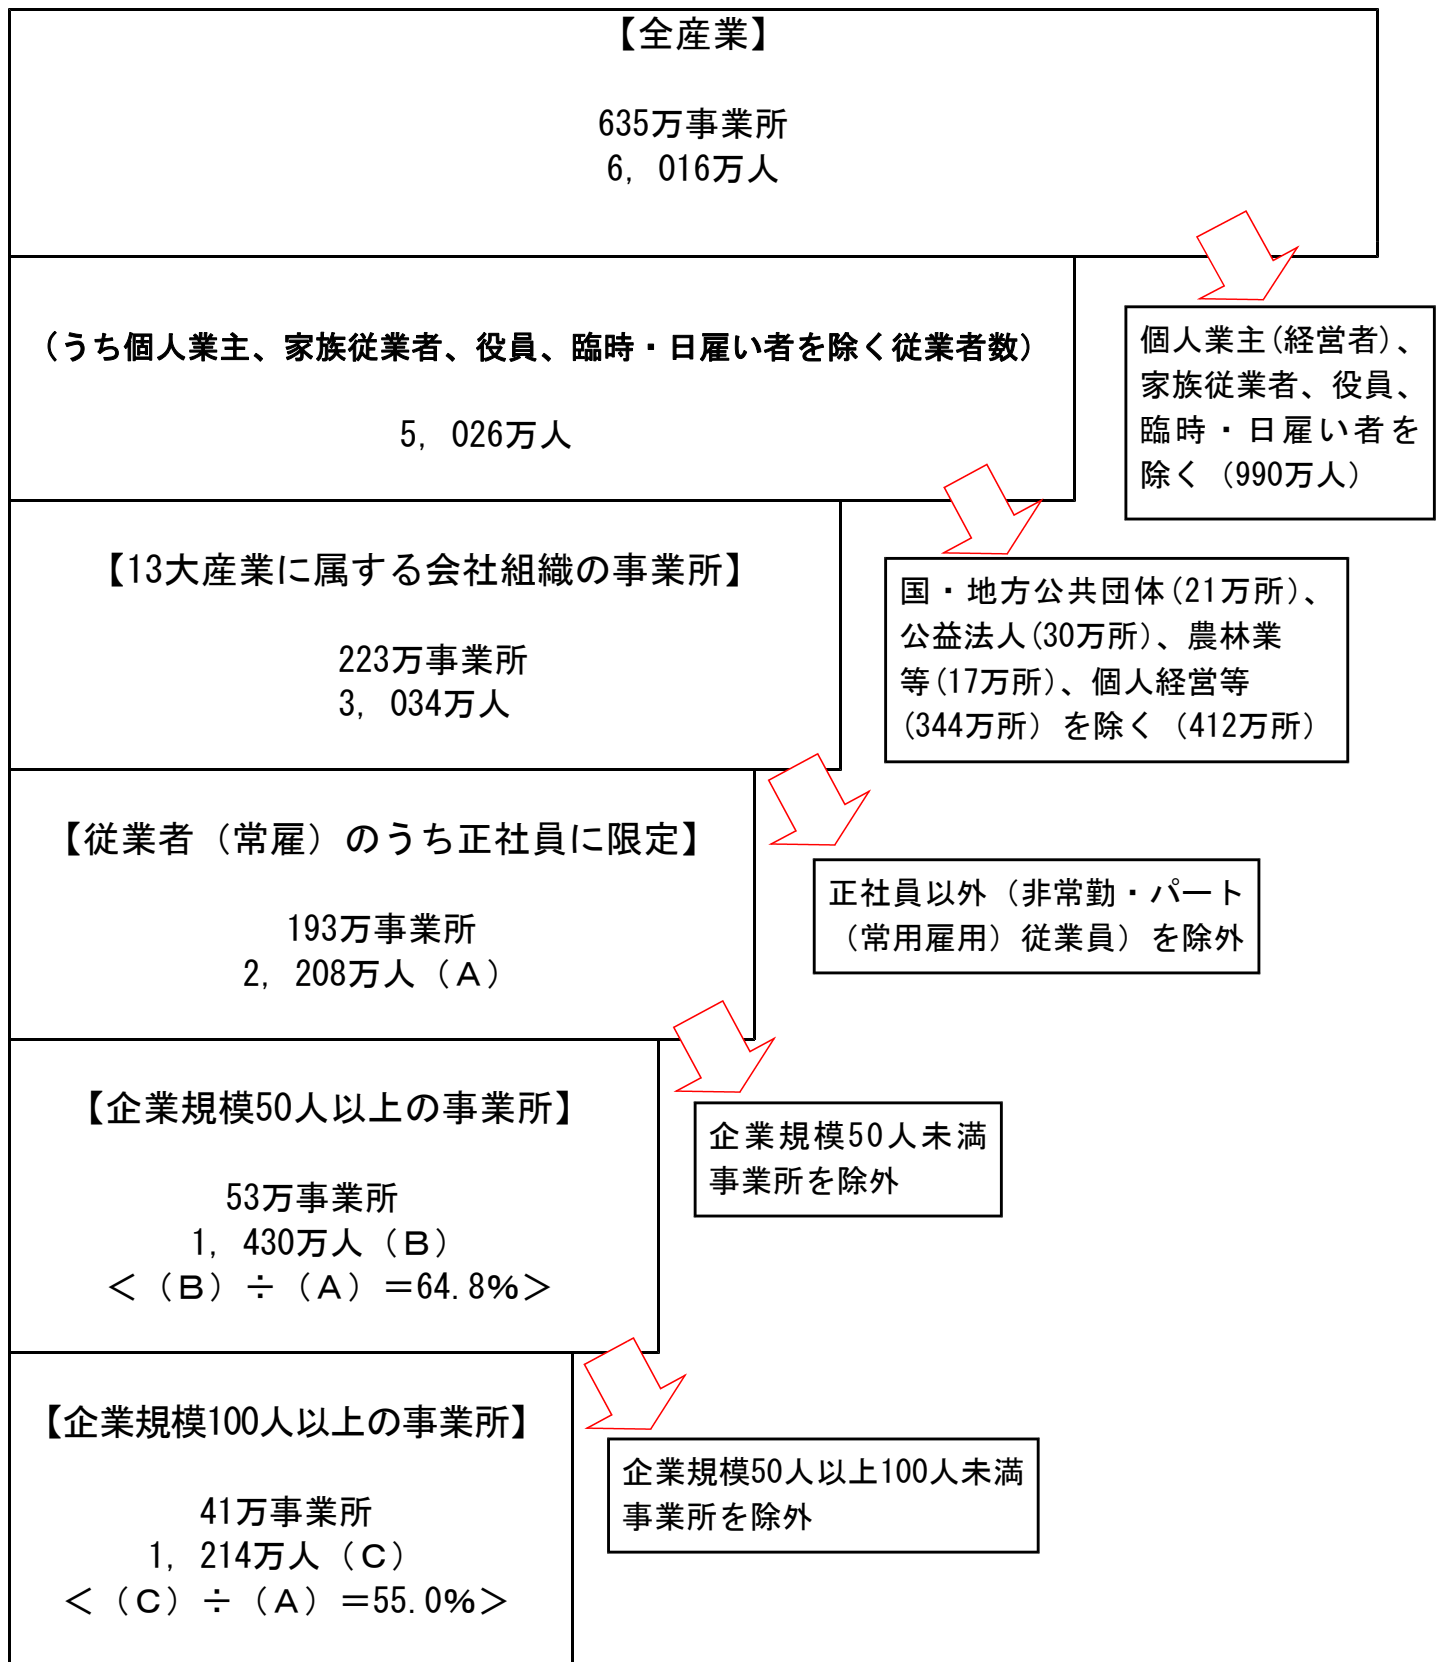 【全産業】
635万事業所
6, 016万人
(うち個人業主、家族従業者、役員、臨時・日雇い者を除く従業者数)
5, 026万人
個人業主(経営者)、
家族従業者、役員、
臨時・日雇い者を
除く（990万人）
【13大産業に属する会社組織の事業所】
223万事業所
3, 034万人
国・地方公共団体(21万所)、
公益法人(30万所)、農林業
等(17万所)、個人経営等
(344万所）を除く（412万所）
【従業者（常雇）のうち正社員に限定】
193万事業所
2, 208万人（Ａ）
正社員以外（非常勤・パート
（常用雇用）従業員）を除外
【企業規模50人以上の事業所】
53万事業所
1, 430万人（Ｂ）
＜（Ｂ）÷（Ａ）＝64.8%＞
企業規模50人未満
事業所を除外
【企業規模100人以上の事業所】
41万事業所
1, 214万人（Ｃ）
＜（Ｃ）÷（Ａ）＝55.0%＞
企業規模50人以上100人未満
事業所を除外